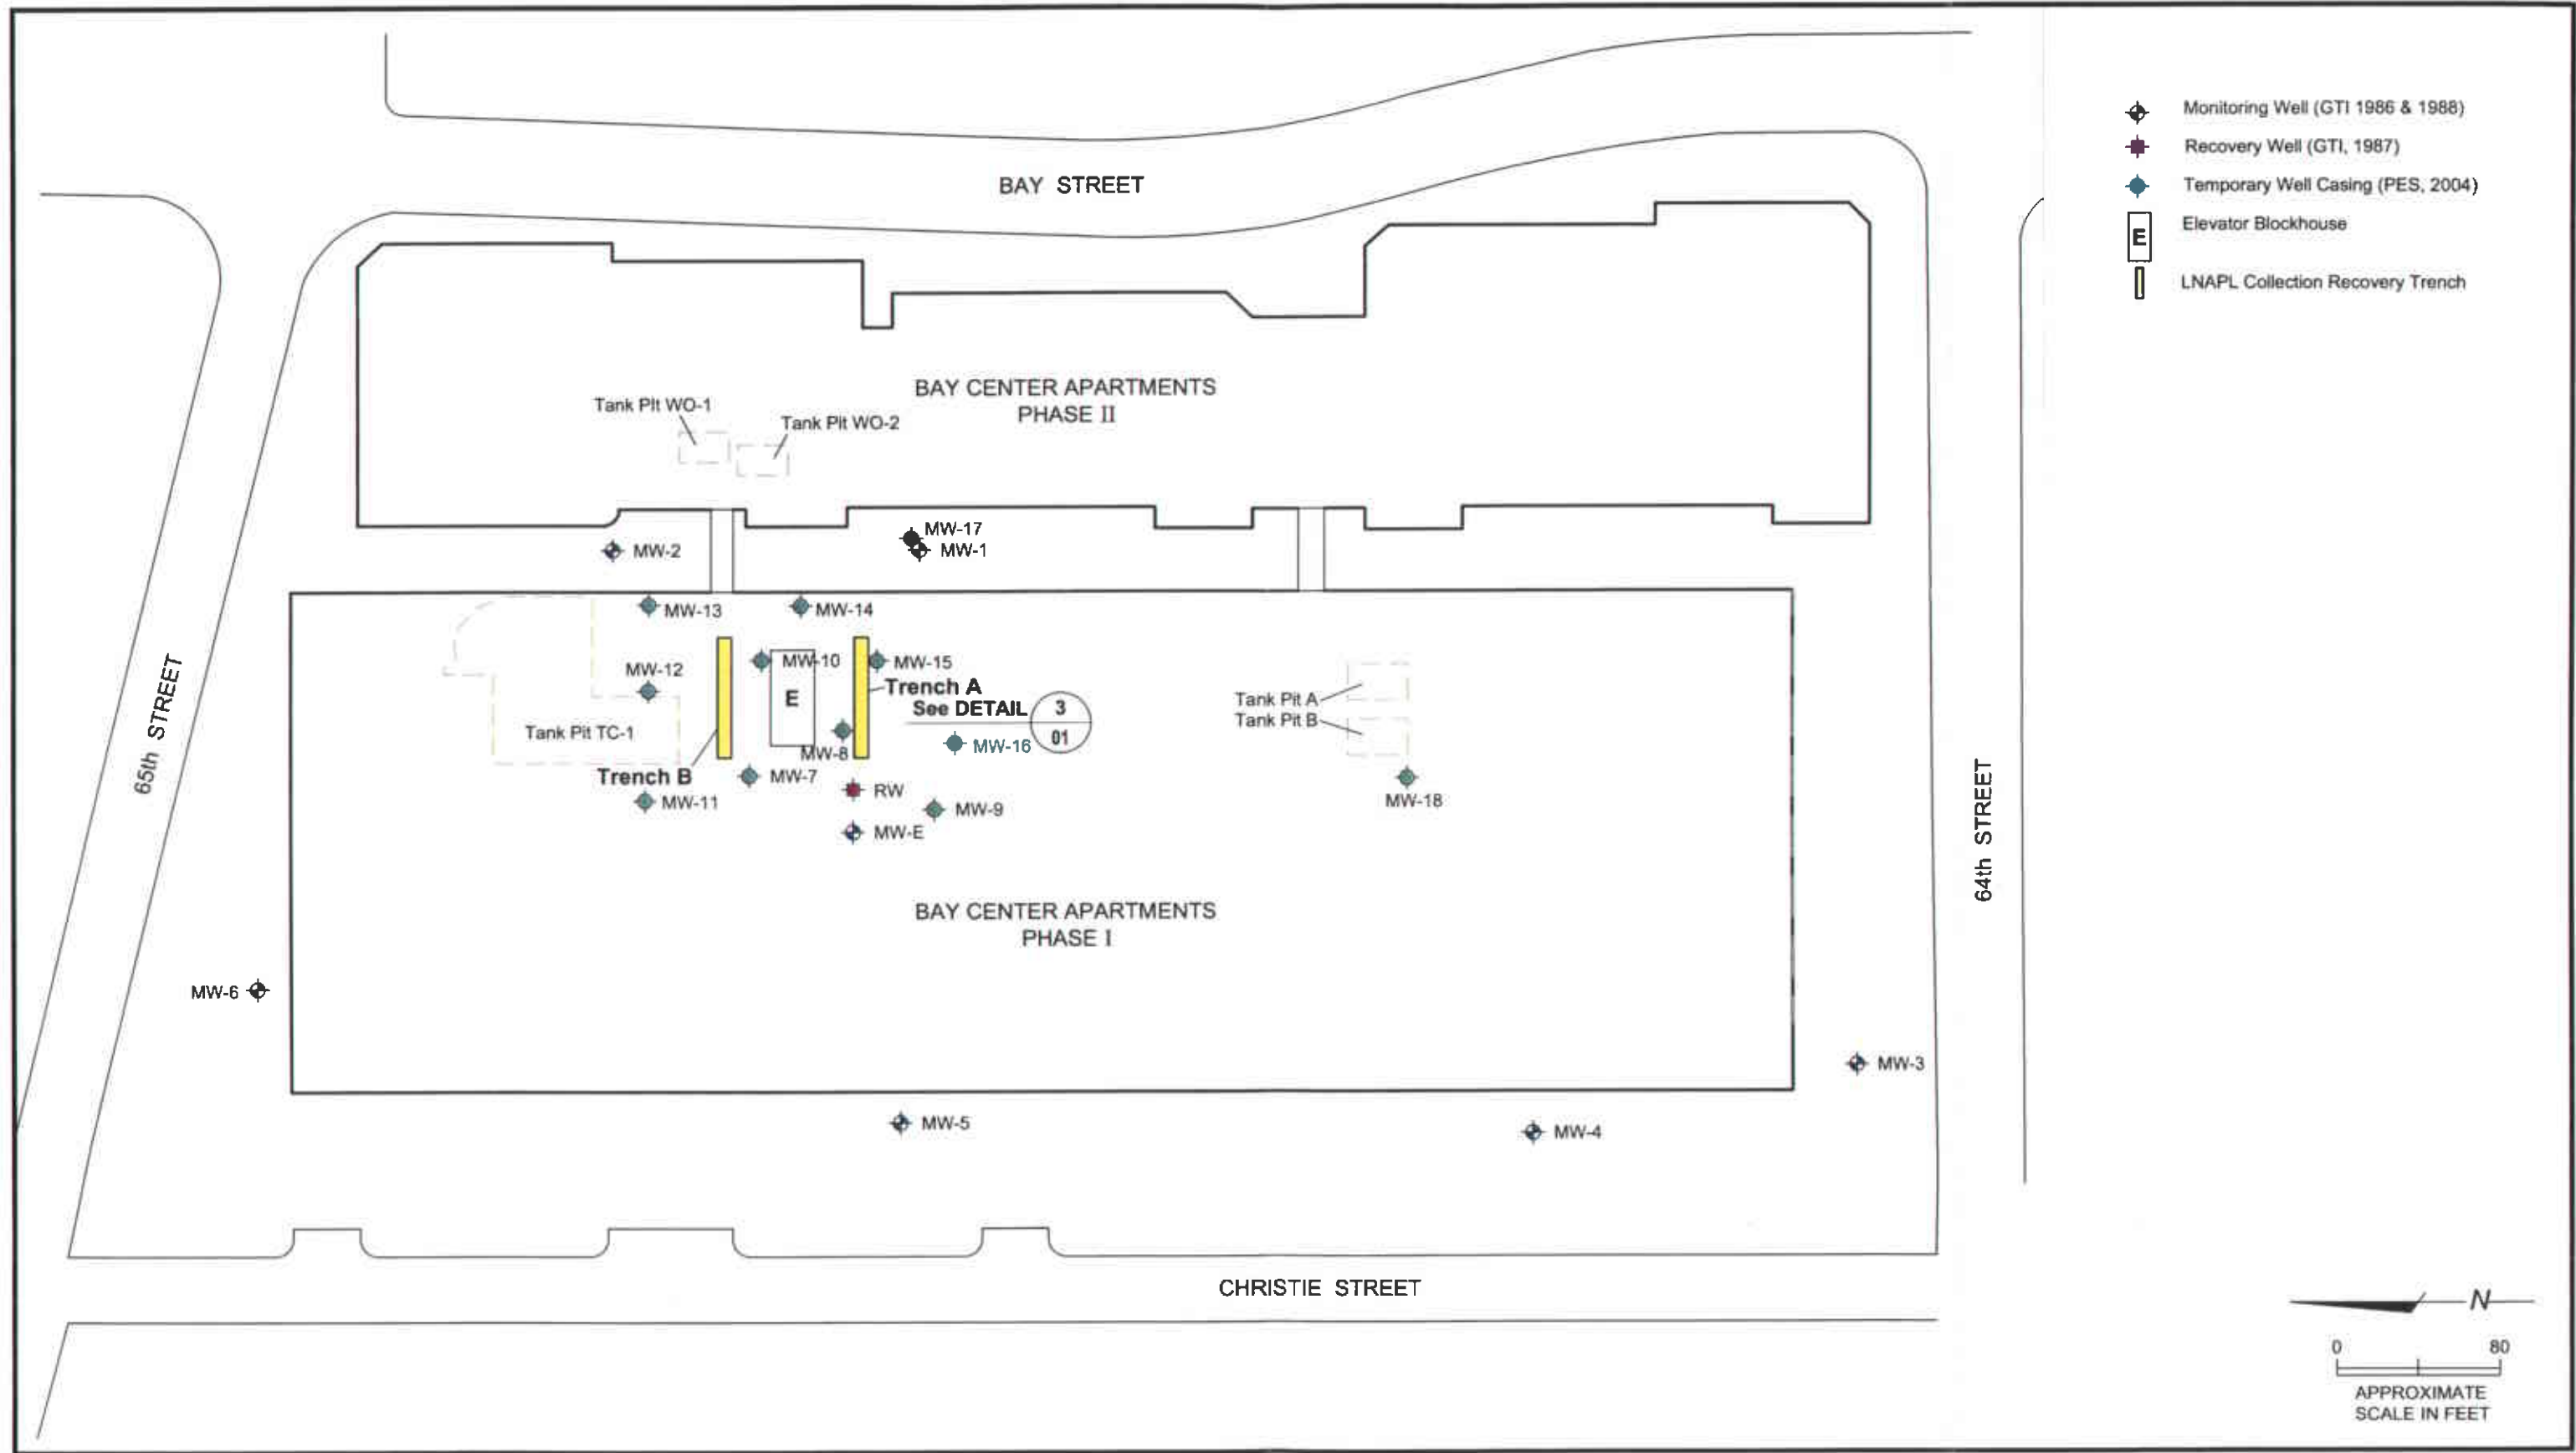 Monitoring Well (GTI 1986 & 1988)
Recovery Well (GTI, 1987)
Temporary Well Casing (PES, 2004)
E
Elevator Blockhouse
LNAPL Collection Recovery Trench
BAY STREET
BAY CENTER APARTMENTS
PHASE II
Tank Pit WO-1
Tank Pit WO-2
MW-17
MW-1
MW-2
MW-13
MW-14
MW-12
MW-10
MW-15
E
Trench A
See DETAIL
3
01
Tank Pit TC-1
MW-8
MW-16
Tank Pit A
Tank Pit B
Trench B
MW-7
MW-11
RW
MW-9
MW-E
MW-18
65th STREET
64th STREET
BAY CENTER APARTMENTS
PHASE I
MW-6
MW-3
MW-5
MW-4
CHRISTIE STREET
N
0 80
APPROXIMATE
SCALE IN FEET